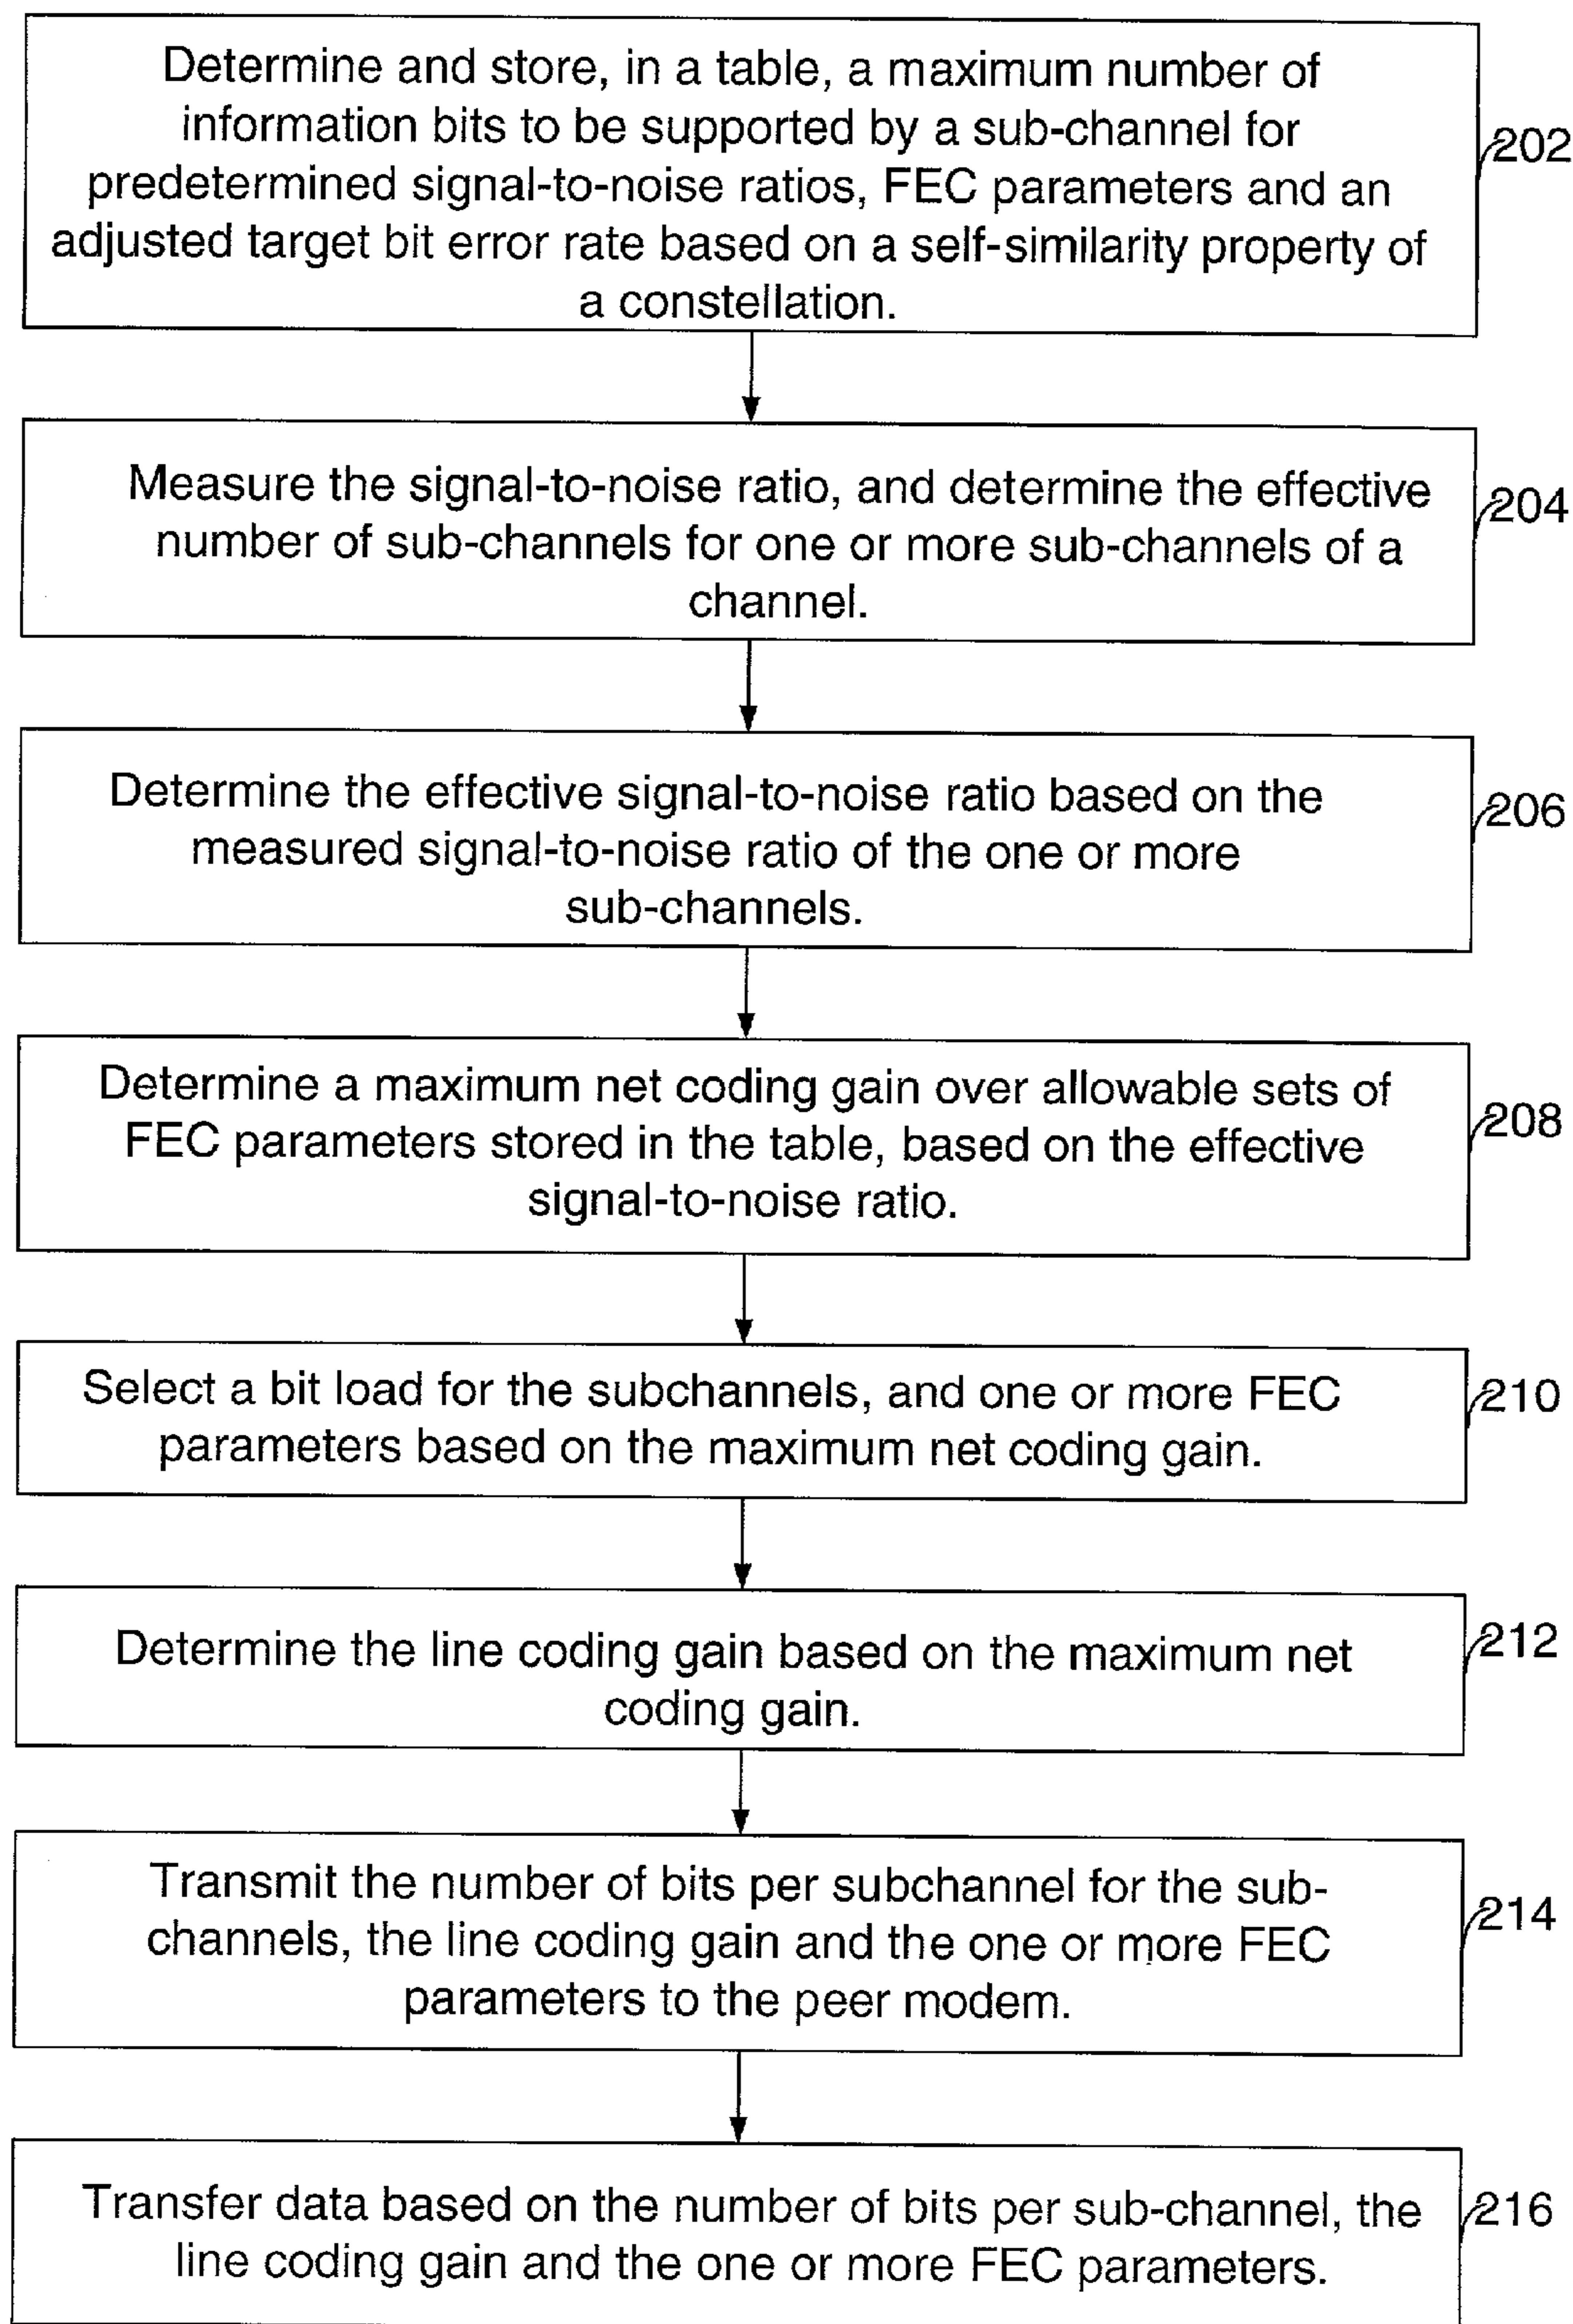 Determine and store, in a table, a maximum number of
information bits to be supported by a sub-channel for
predetermined signal-to-noise ratios, FEC parameters and an
adjusted target bit error rate based on a self-similarity property of
a constellation.
202
Measure the signal-to-noise ratio, and determine the effective
number of sub-channels for one or more sub-channels of a
channel.
204
Determine the effective signal-to-noise ratio based on the
measured signal-to-noise ratio of the one or more
sub-channels.
206
Determine a maximum net coding gain over allowable sets of
FEC parameters stored in the table, based on the effective
signal-to-noise ratio.
208
Select a bit load for the subchannels, and one or more FEC
parameters based on the maximum net coding gain.
210
Determine the line coding gain based on the maximum net
coding gain.
212
Transmit the number of bits per subchannel for the sub-
channels, the line coding gain and the one or more FEC
parameters to the peer modem.
214
Transfer data based on the number of bits per sub-channel, the
line coding gain and the one or more FEC parameters.
216